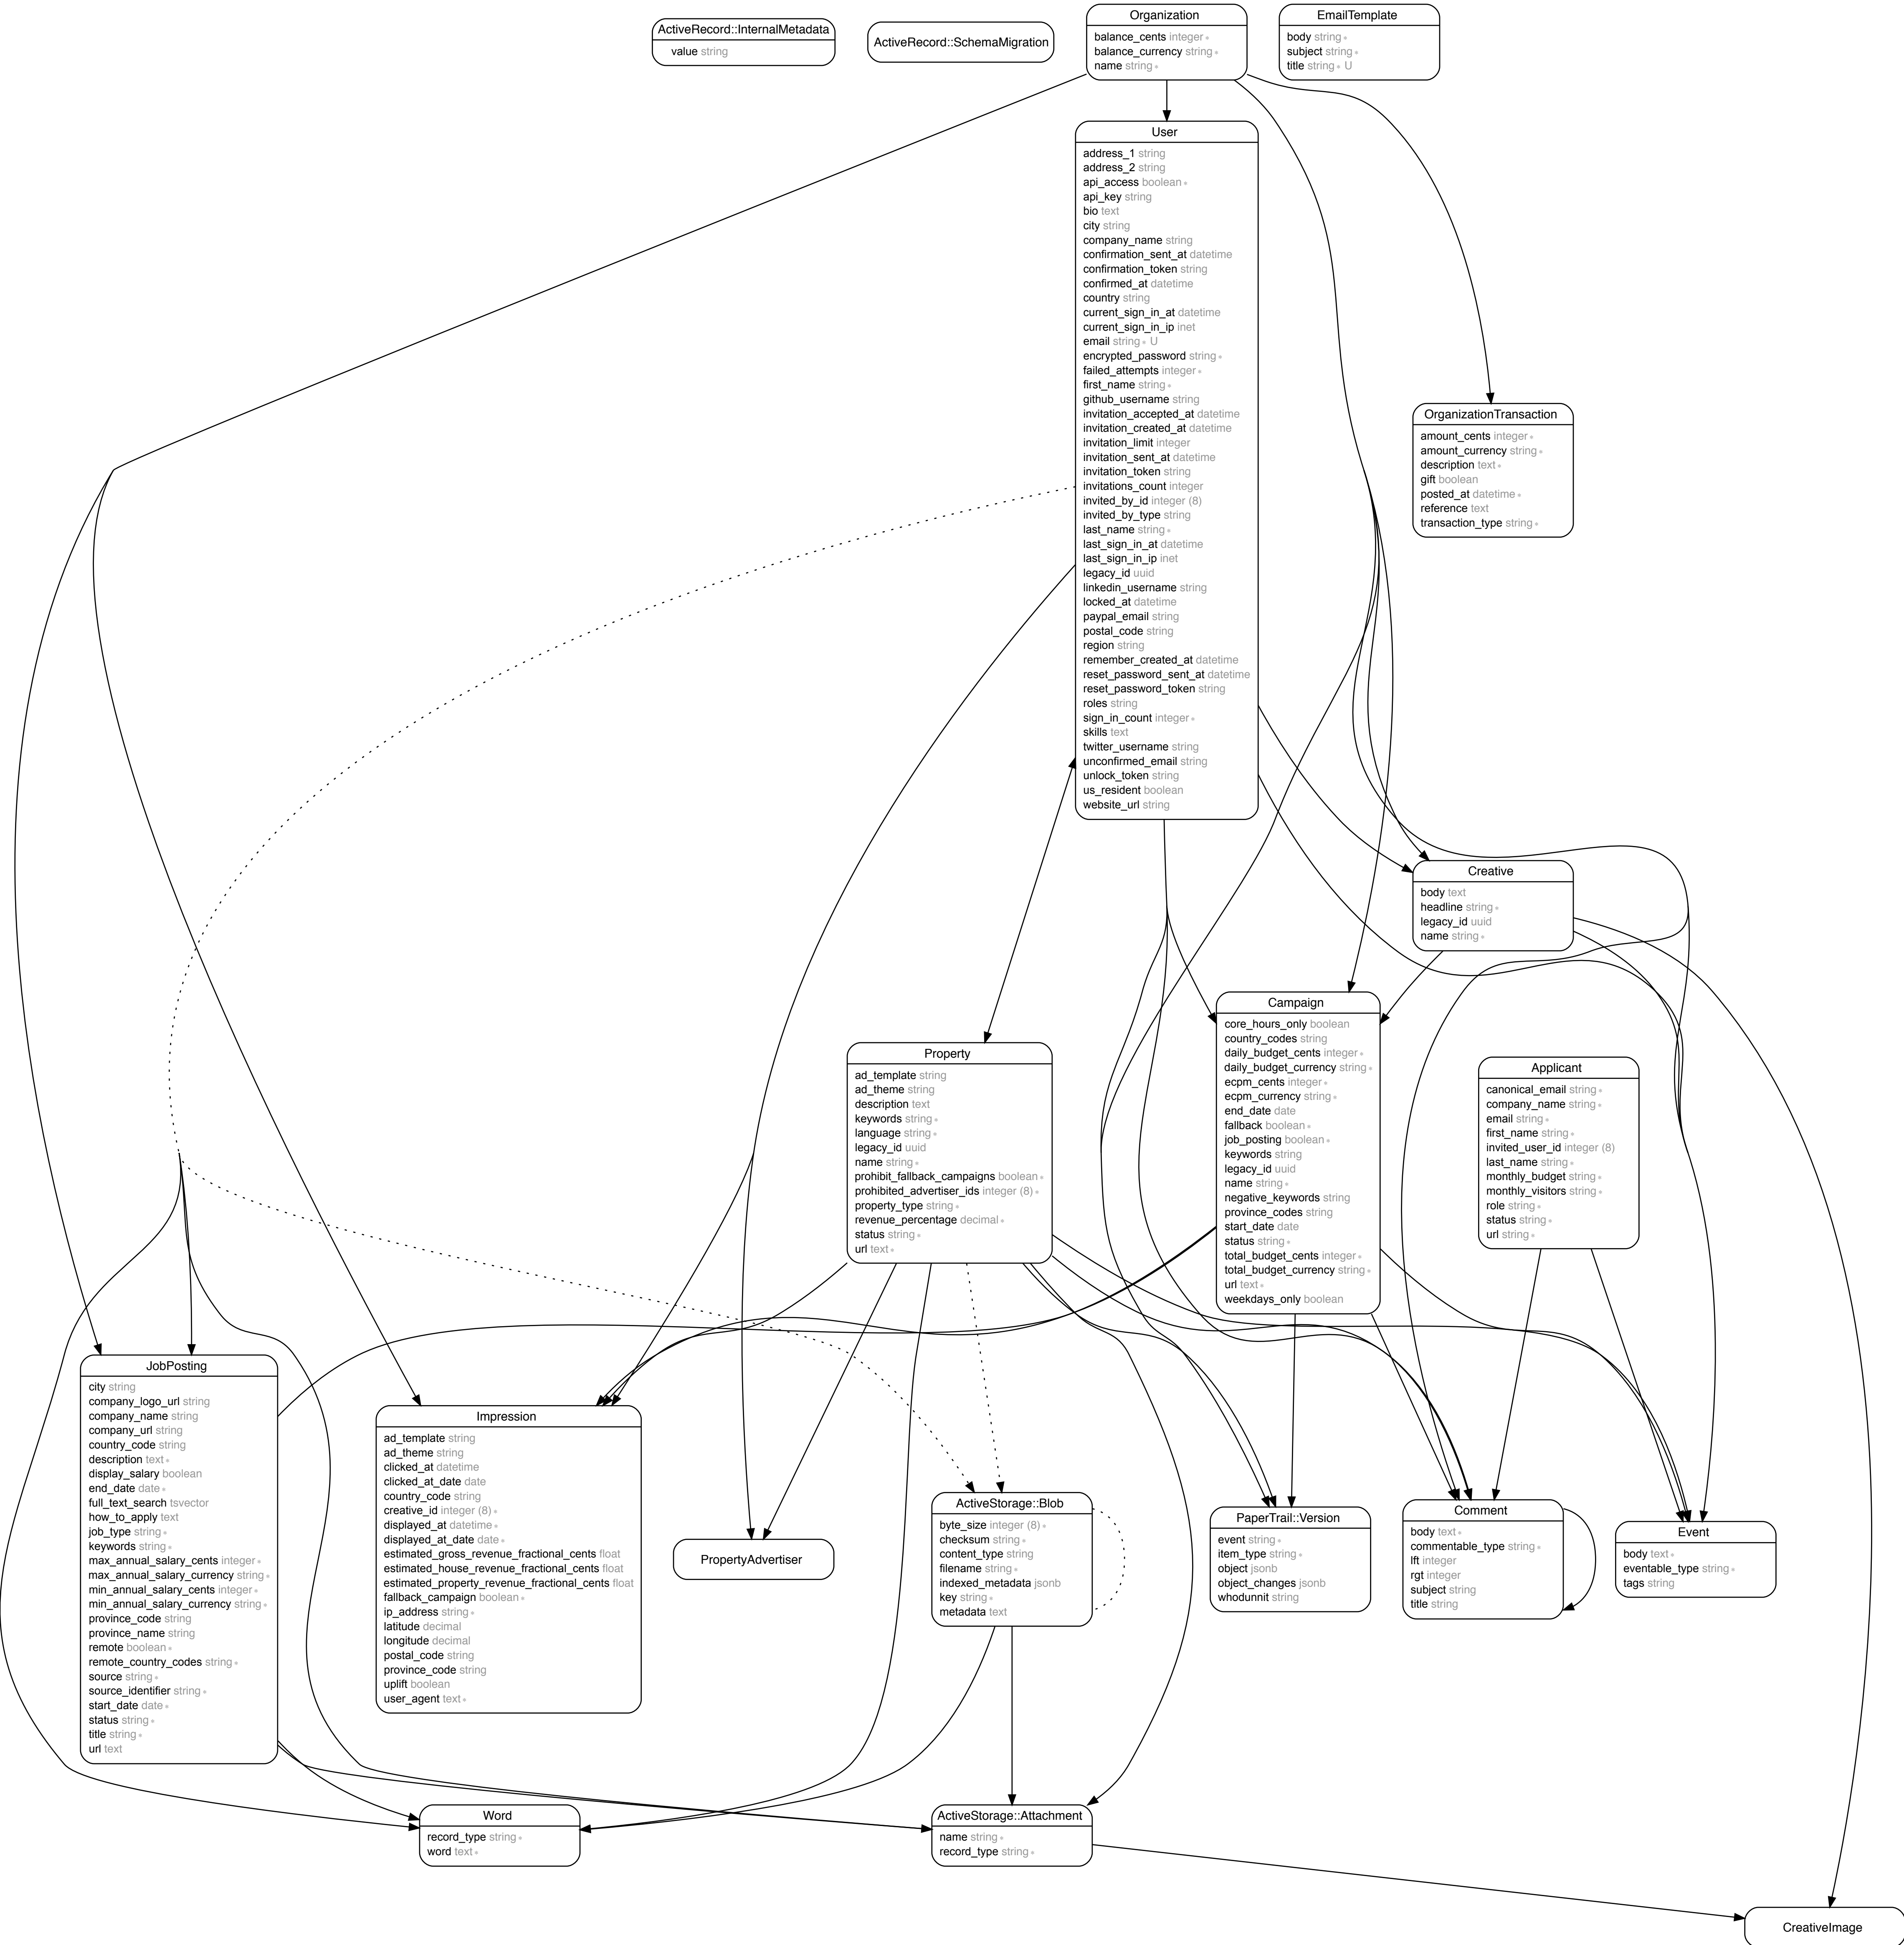 ActiveRecord::InternalMetadata
value string
ActiveRecord::SchemaMigration
Organization
balance_cents integer ∗
balance_currency string ∗
name string ∗
EmailTemplate
body string ∗
subject string ∗
title string ∗ U
User
address_1 string
address_2 string
api_access boolean ∗
api_key string
bio text
city string
company_name string
confirmation_sent_at datetime
confirmation_token string
confirmed_at datetime
country string
current_sign_in_at datetime
current_sign_in_ip inet
email string ∗ U
encrypted_password string ∗
failed_attempts integer ∗
first_name string ∗
github_username string
invitation_accepted_at datetime
invitation_created_at datetime
invitation_limit integer
invitation_sent_at datetime
invitation_token string
invitations_count integer
invited_by_id integer (8)
invited_by_type string
last_name string ∗
last_sign_in_at datetime
last_sign_in_ip inet
legacy_id uuid
linkedin_username string
locked_at datetime
paypal_email string
postal_code string
region string
remember_created_at datetime
reset_password_sent_at datetime
reset_password_token string
roles string
sign_in_count integer ∗
skills text
twitter_username string
unconfirmed_email string
unlock_token string
us_resident boolean
website_url string
OrganizationTransaction
amount_cents integer ∗
amount_currency string ∗
description text ∗
gift boolean
posted_at datetime ∗
reference text
transaction_type string ∗
Creative
body text
headline string ∗
legacy_id uuid
name string ∗
Campaign
core_hours_only boolean
country_codes string
daily_budget_cents integer ∗
daily_budget_currency string ∗
ecpm_cents integer ∗
ecpm_currency string ∗
end_date date
fallback boolean ∗
job_posting boolean ∗
keywords string
legacy_id uuid
name string ∗
negative_keywords string
province_codes string
start_date date
status string ∗
total_budget_cents integer ∗
total_budget_currency string ∗
url text ∗
weekdays_only boolean
Property
ad_template string
ad_theme string
description text
keywords string ∗
language string ∗
legacy_id uuid
name string ∗
prohibit_fallback_campaigns boolean ∗
prohibited_advertiser_ids integer (8) ∗
property_type string ∗
revenue_percentage decimal ∗
status string ∗
url text ∗
Applicant
canonical_email string ∗
company_name string ∗
email string ∗
first_name string ∗
invited_user_id integer (8)
last_name string ∗
monthly_budget string ∗
monthly_visitors string ∗
role string ∗
status string ∗
url string ∗
JobPosting
city string
company_logo_url string
company_name string
company_url string
country_code string
description text ∗
display_salary boolean
end_date date ∗
full_text_search tsvector
how_to_apply text
job_type string ∗
keywords string ∗
max_annual_salary_cents integer ∗
max_annual_salary_currency string ∗
min_annual_salary_cents integer ∗
min_annual_salary_currency string ∗
province_code string
province_name string
remote boolean ∗
remote_country_codes string ∗
source string ∗
source_identifier string ∗
start_date date ∗
status string ∗
title string ∗
url text
Impression
ad_template string
ad_theme string
clicked_at datetime
clicked_at_date date
country_code string
creative_id integer (8) ∗
displayed_at datetime ∗
displayed_at_date date ∗
estimated_gross_revenue_fractional_cents float
estimated_house_revenue_fractional_cents float
estimated_property_revenue_fractional_cents float
fallback_campaign boolean ∗
ip_address string ∗
latitude decimal
longitude decimal
postal_code string
province_code string
uplift boolean
user_agent text ∗
PropertyAdvertiser
ActiveStorage::Blob
byte_size integer (8) ∗
checksum string ∗
content_type string
filename string ∗
indexed_metadata jsonb
key string ∗
metadata text
PaperTrail::Version
event string ∗
item_type string ∗
object jsonb
object_changes jsonb
whodunnit string
Comment
body text ∗
commentable_type string ∗
lft integer
rgt integer
subject string
title string
Event
body text ∗
eventable_type string ∗
tags string
Word
record_type string ∗
word text ∗
ActiveStorage::Attachment
name string ∗
record_type string ∗
CreativeImage